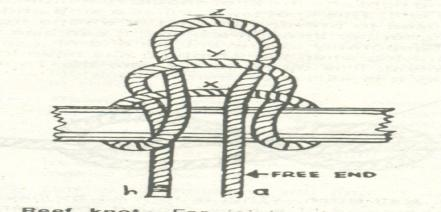 z
y
x
← FREE END
h a
Reef knot. For